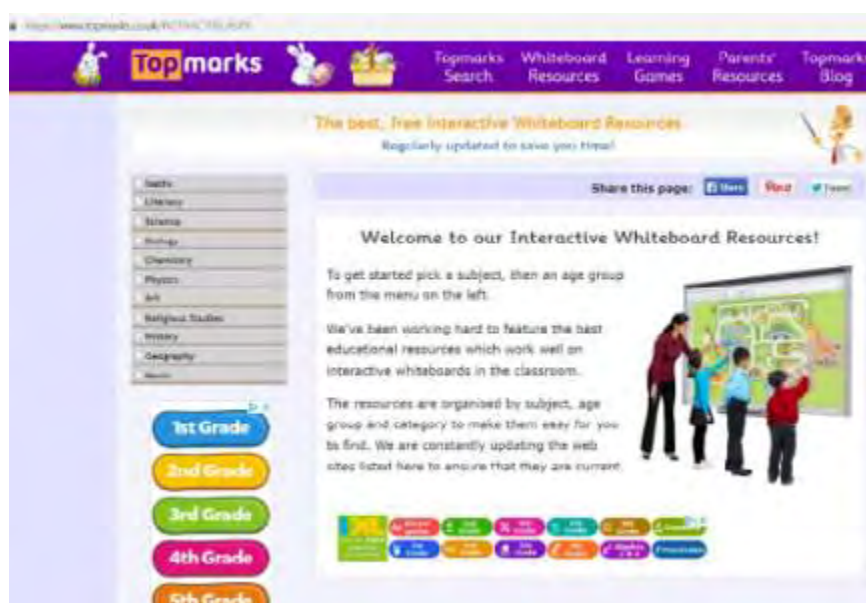 Topmarks
Topmarks Search
Whiteboard Resources
Learning Games
Parents' Resources
Topmarks Blog
The best, free Interactive Whiteboard Resources
Regularly updated to save you time!
Share this page:
Share
Pin it
Tweet
Maths
Literacy
Science
Biology
Chemistry
Physics
Art
Religious Studies
History
Geography
Welcome to our Interactive Whiteboard Resources!
To get started pick a subject, then an age group
from the menu on the left.
We've been working hard to feature the best
educational resources which work well on
interactive whiteboards in the classroom.
The resources are organised by subject, age
group and category to make them easy for you
to find. We are constantly updating the web
sites listed here to ensure that they are current.
1st Grade
2nd Grade
3rd Grade
4th Grade
5th Grade